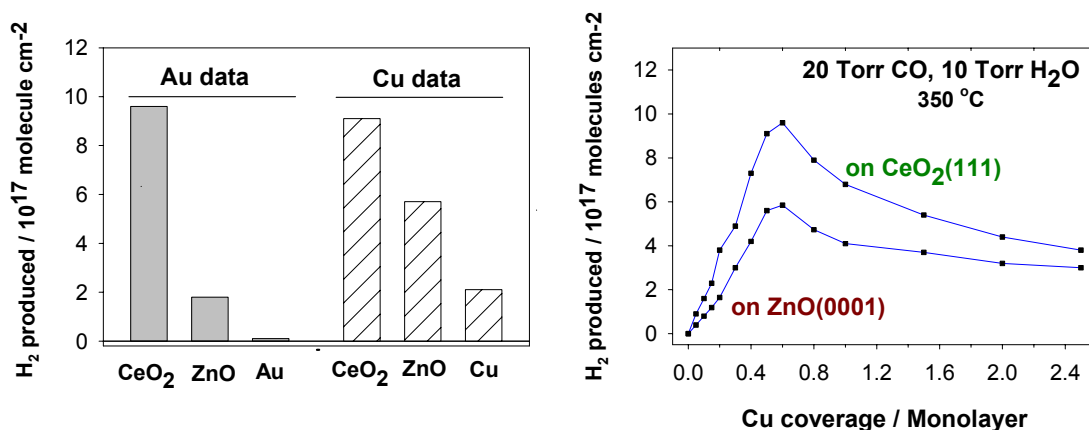 H2 produced / 10^17 molecule cm-2
12
10
8
6
4
2
0
Au data
Cu data
CeO2 ZnO Au CeO2 ZnO Cu
H2 produced / 10^17 molecules cm-2
12
10
8
6
4
2
0
20 Torr CO, 10 Torr H2O
350 °C
on CeO2(111)
on ZnO(0001)
0.0 0.4 0.8 1.2 1.6 2.0 2.4
Cu coverage / Monolayer